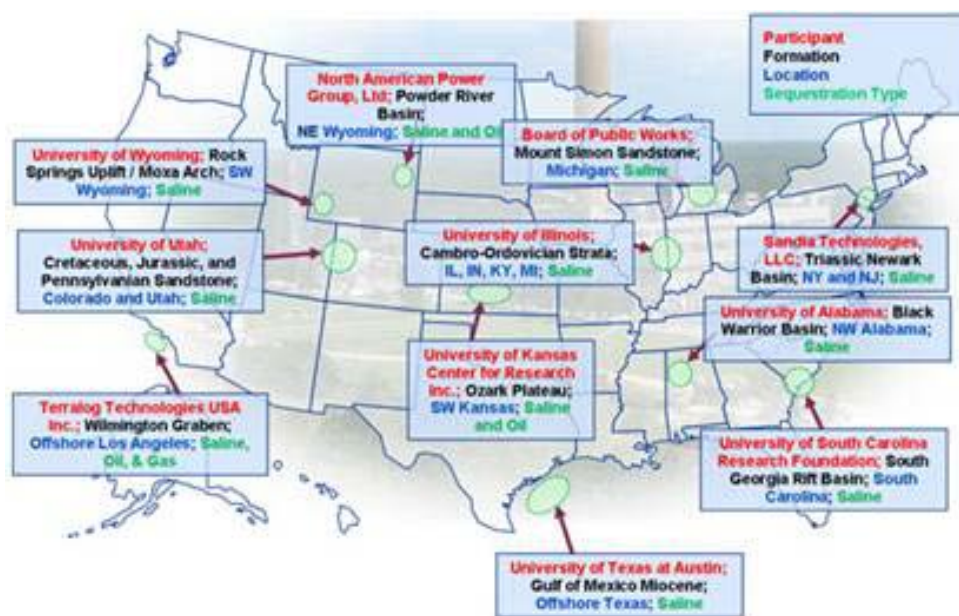 Participant
Formation
Location
Sequestration Type
North American Power
Group, Ltd; Powder River
Basin;
NE Wyoming; Saline and Oil
Board of Public Works;
Mount Simon Sandstone;
Michigan; Saline
University of Wyoming; Rock
Springs Uplift / Moxa Arch; SW
Wyoming; Saline
University of Utah;
Cretaceous, Jurassic, and
Pennsylvanian Sandstone;
Colorado and Utah; Saline
University of Illinois;
Cambro-Ordovician Strata;
IL, IN, KY, MI; Saline
Sandia Technologies,
LLC; Triassic Newark
Basin; NY and NJ; Saline
University of Alabama; Black
Warrior Basin; NW Alabama;
Saline
University of Kansas
Center for Research
Inc.; Ozark Plateau;
SW Kansas; Saline
and Oil
Terralog Technologies USA
Inc.; Wilmington Graben;
Offshore Los Angeles; Saline,
Oil, & Gas
University of South Carolina
Research Foundation; South
Georgia Rift Basin; South
Carolina; Saline
University of Texas at Austin;
Gulf of Mexico Miocene;
Offshore Texas; Saline